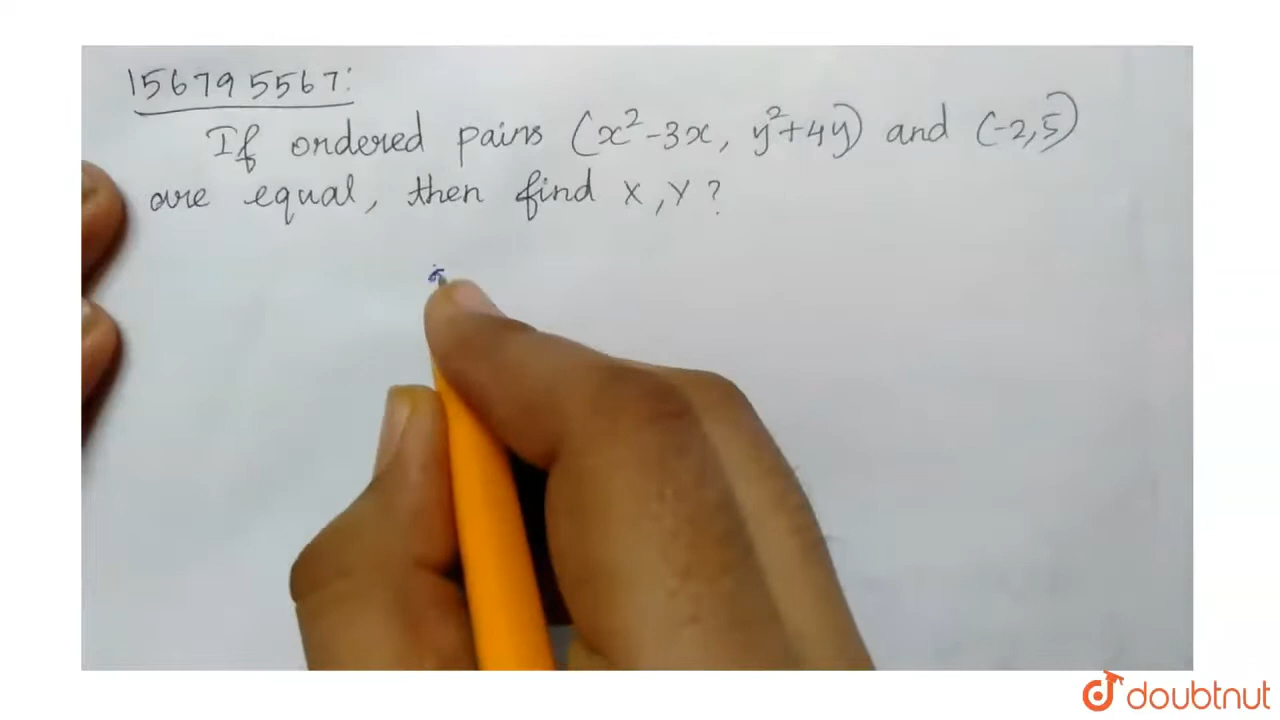 156795567:
If ordered pairs (x²-3x, y²+4y) and (-2,5)
are equal, then find X,Y?
doubtnut